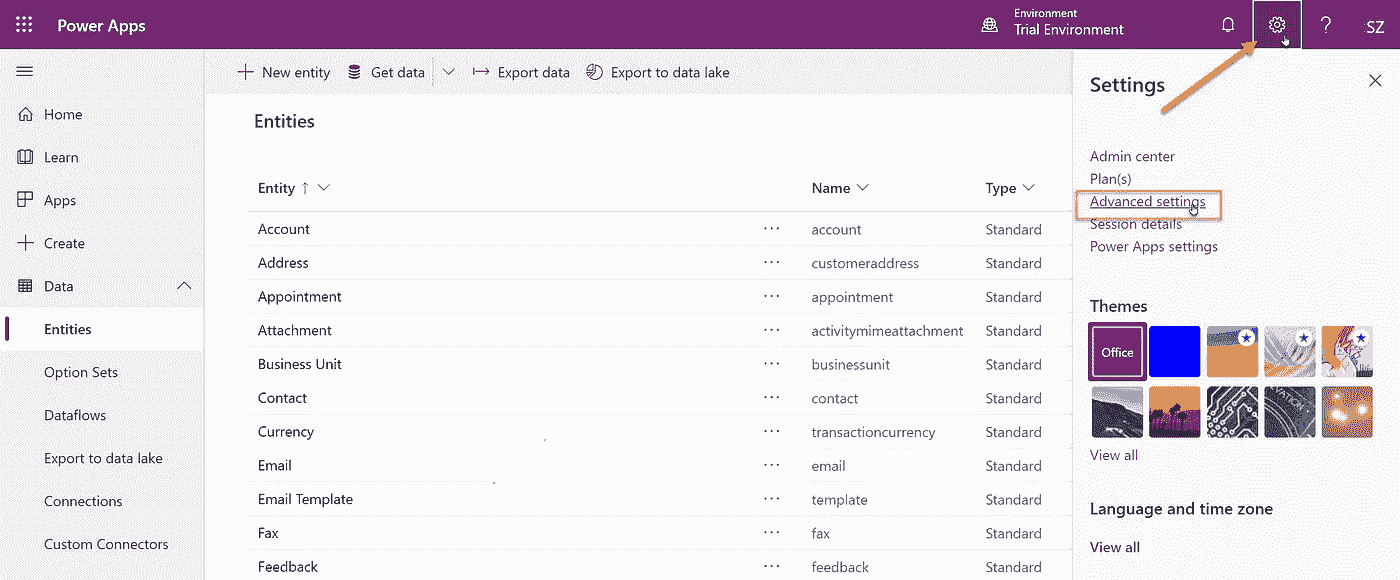 Power Apps
Environment
Trial Environment
?
SZ
New entity
Get data
Export data
Export to data lake
Home
Learn
Apps
Create
Data
Entities
Option Sets
Dataflows
Export to data lake
Connections
Custom Connectors
Entities
Entity ↑ Name Type
Account ··· account Standard
Address ··· customeraddress Standard
Appointment ··· appointment Standard
Attachment ··· activitymimeattachment Standard
Business Unit ··· businessunit Standard
Contact ··· contact Standard
Currency ··· transactioncurrency Standard
Email ··· email Standard
Email Template ··· template Standard
Fax ··· fax Standard
Feedback ··· feedback Standard
Settings
Admin center
Plan(s)
Advanced settings
Session details
Power Apps settings
Themes
Office
View all
Language and time zone
View all